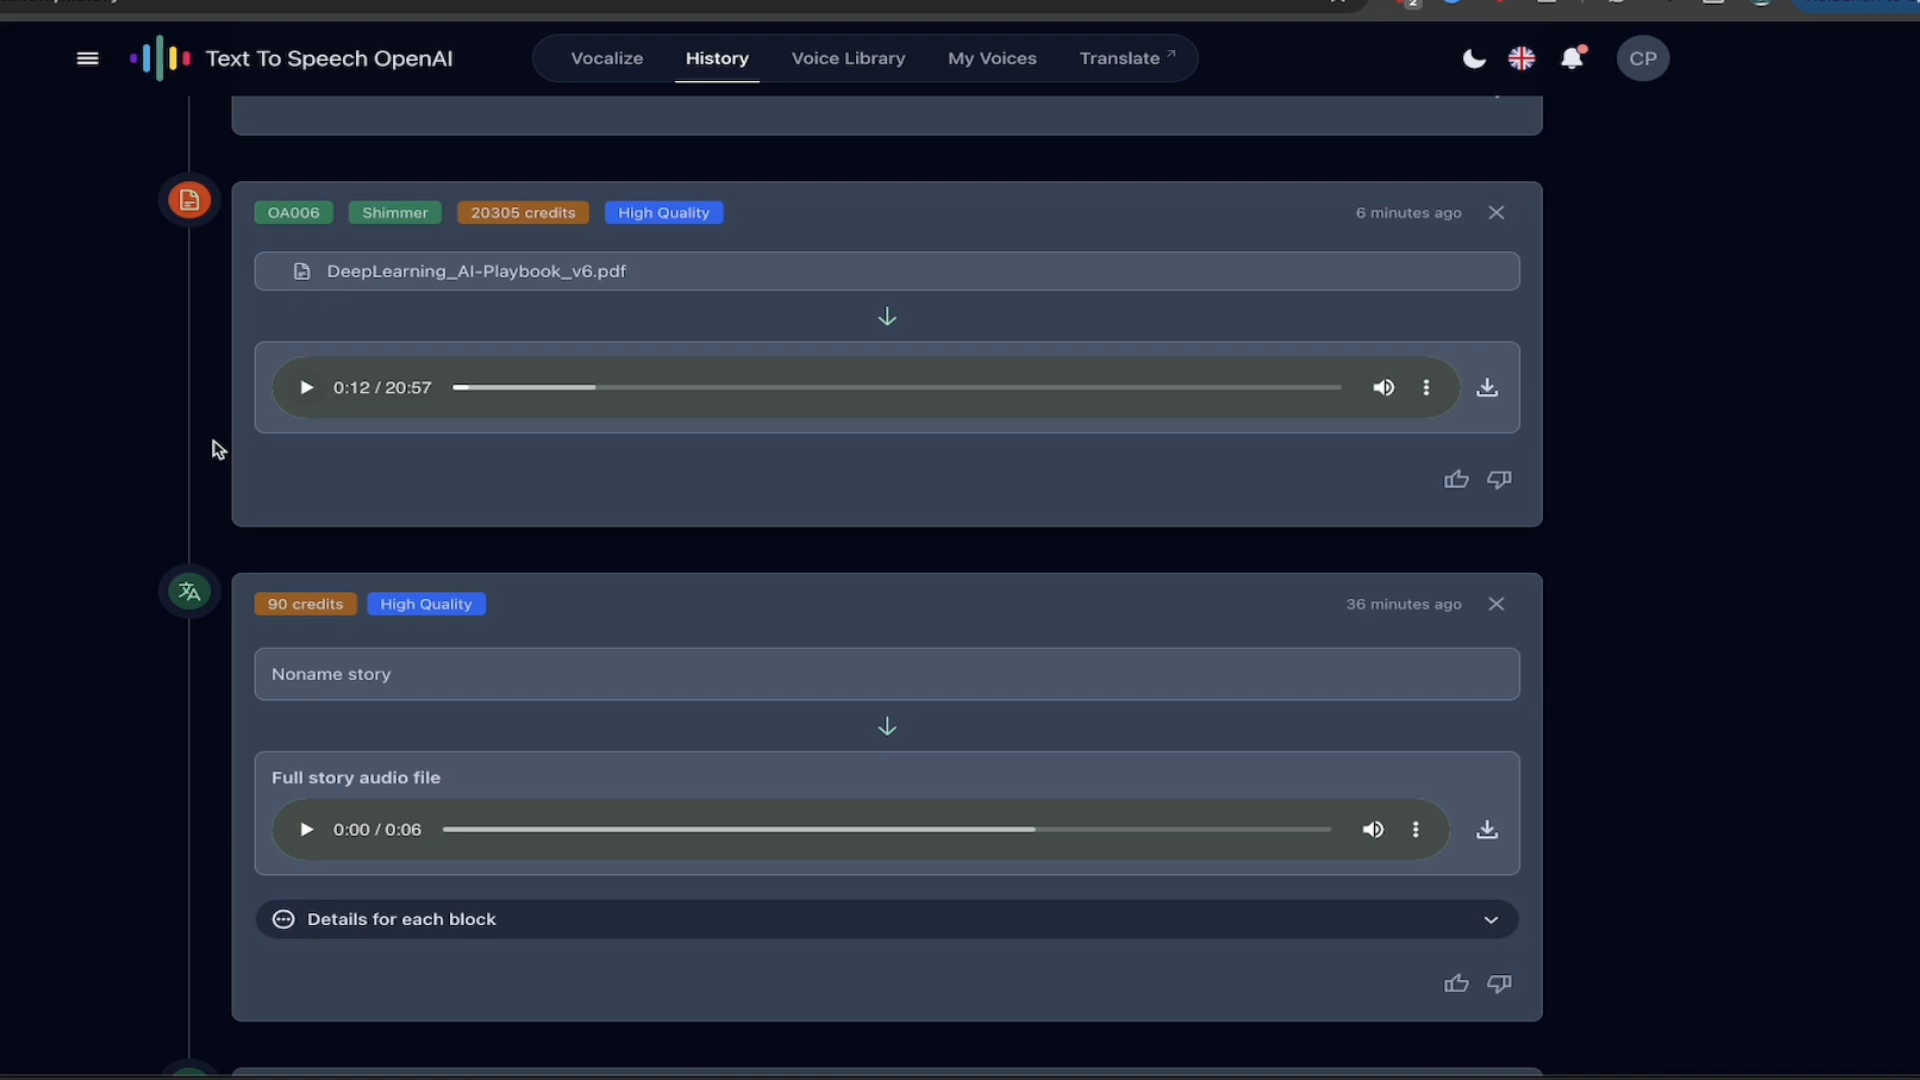 2
Text To Speech OpenAI
Vocalize
History
Voice Library
My Voices
Translate
CP
OA006
Shimmer
20305 credits
High Quality
6 minutes ago
DeepLearning_AI-Playbook_v6.pdf
0:12 / 20:57
90 credits
High Quality
36 minutes ago
Noname story
Full story audio file
0:00 / 0:06
Details for each block